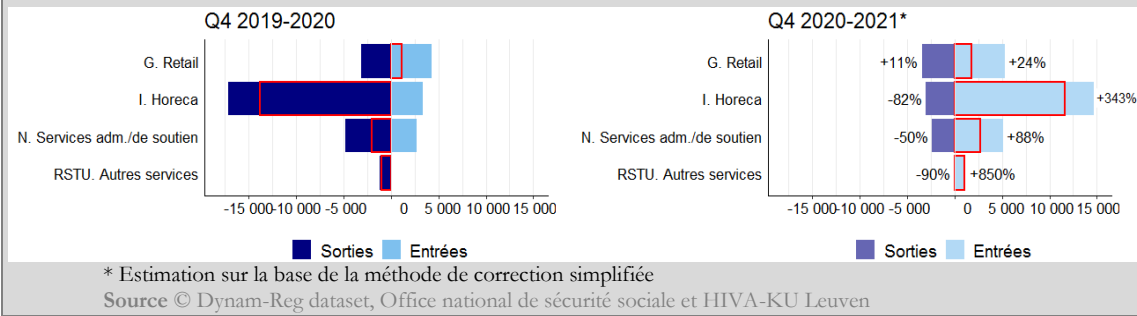 Q4 2019-2020
G. Retail
I. Horeca
N. Services adm./de soutien
RSTU. Autres services
-15 000 -10 000 -5 000 0 5 000 10 000 15 000
Sorties Entrées
Q4 2020-2021*
G. Retail +11% +24%
I. Horeca -82% +343%
N. Services adm./de soutien -50% +88%
RSTU. Autres services -90% +850%
-15 000 -10 000 -5 000 0 5 000 10 000 15 000
Sorties Entrées
* Estimation sur la base de la méthode de correction simplifiée
Source © Dynam-Reg dataset, Office national de sécurité sociale et HIVA-KU Leuven